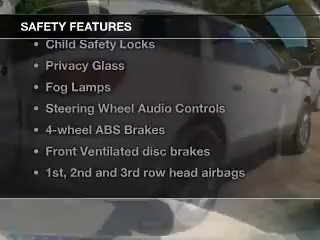 SAFETY FEATURES
• Child Safety Locks
• Privacy Glass
• Fog Lamps
• Steering Wheel Audio Controls
• 4-wheel ABS Brakes
• Front Ventilated disc brakes
• 1st, 2nd and 3rd row head airbags